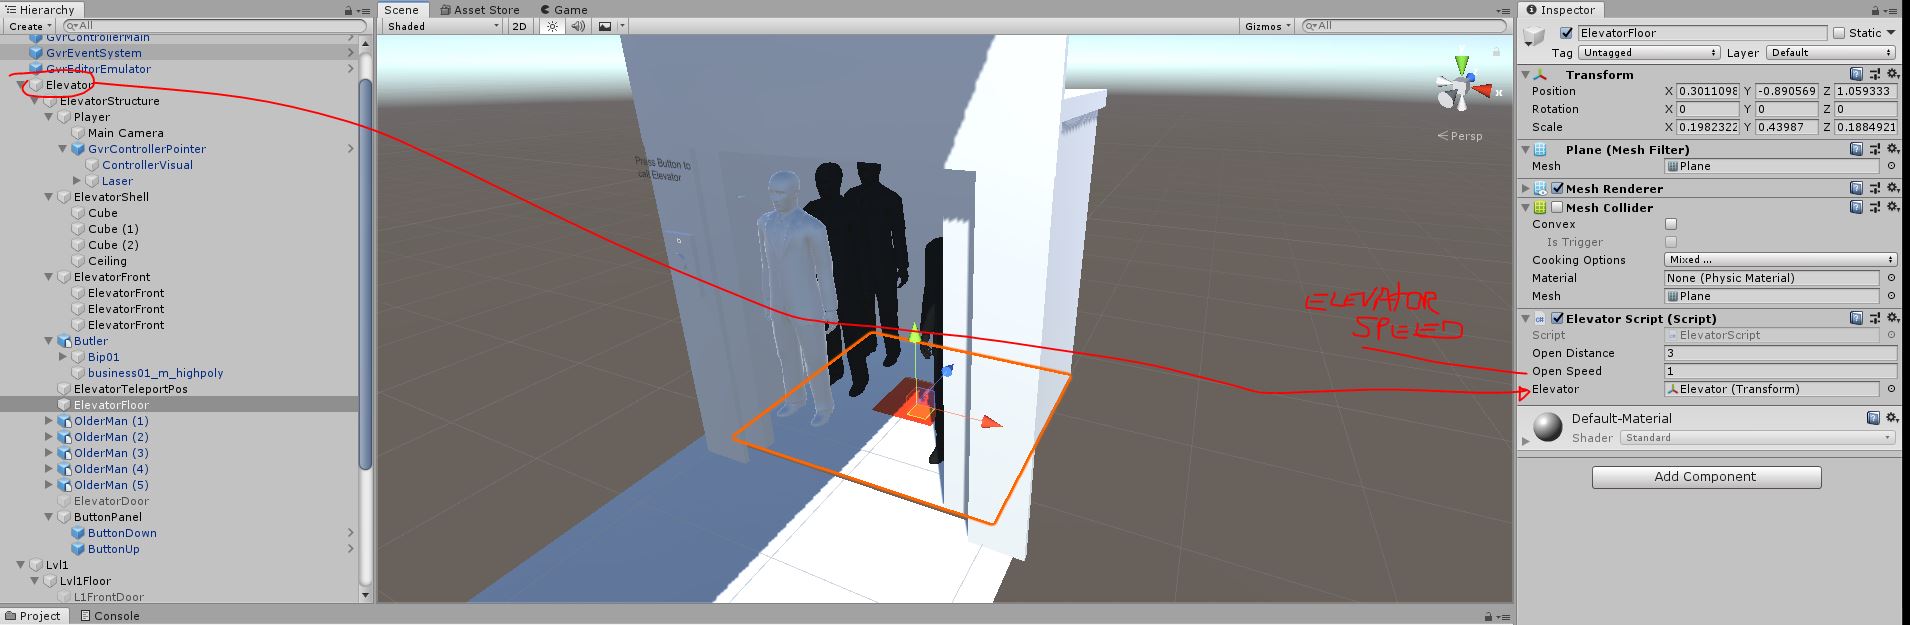 Hierarchy
Create
All
GvrControllerMain
GvrEventSystem
GvrEditorEmulator
Elevator
ElevatorStructure
Player
Main Camera
GvrControllerPointer
ControllerVisual
Laser
ElevatorShell
Cube
Cube (1)
Cube (2)
Ceiling
ElevatorFront
ElevatorFront
ElevatorFront
ElevatorFront
Butler
Bip01
business01_m_highpoly
ElevatorTeleportPos
ElevatorFloor
OlderMan (1)
OlderMan (2)
OlderMan (3)
OlderMan (4)
OlderMan (5)
ElevatorDoor
ButtonPanel
ButtonDown
ButtonUp
Lvl1
Lvl1Floor
L1FrontDoor
Project Console
Scene Asset Store Game
Shaded 2D Gizmos All
Press Button to
call Elevator
y
x
Persp
ELEVATOR
SPEED
Inspector
ElevatorFloor Static
Tag Untagged Layer Default
Transform
Position X 0.3011098 Y -0.890569 Z 1.059333
Rotation X 0 Y 0 Z 0
Scale X 0.1982322 Y 0.43987 Z 0.1884921
Plane (Mesh Filter)
Mesh Plane
Mesh Renderer
Mesh Collider
Convex
Is Trigger
Cooking Options Mixed ...
Material None (Physic Material)
Mesh Plane
Elevator Script (Script)
Script ElevatorScript
Open Distance 3
Open Speed 1
Elevator Elevator (Transform)
Default-Material
Shader Standard
Add Component